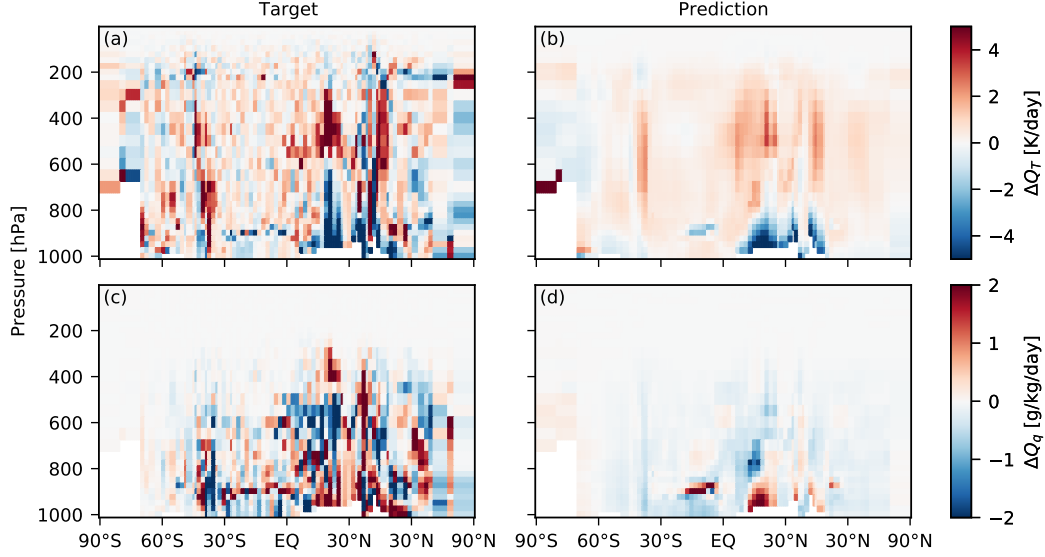 Target Prediction
(a) (b)
200
400
600
800
1000
4
2
0
−2
−4
ΔQ_T [K/day]
Pressure [hPa]
(c) (d)
200
400
600
800
1000
2
1
0
−1
−2
ΔQ_q [g/kg/day]
90°S 60°S 30°S EQ 30°N 30°N 90°N 90°S 60°S 30°S EQ 30°N 30°N 90°N